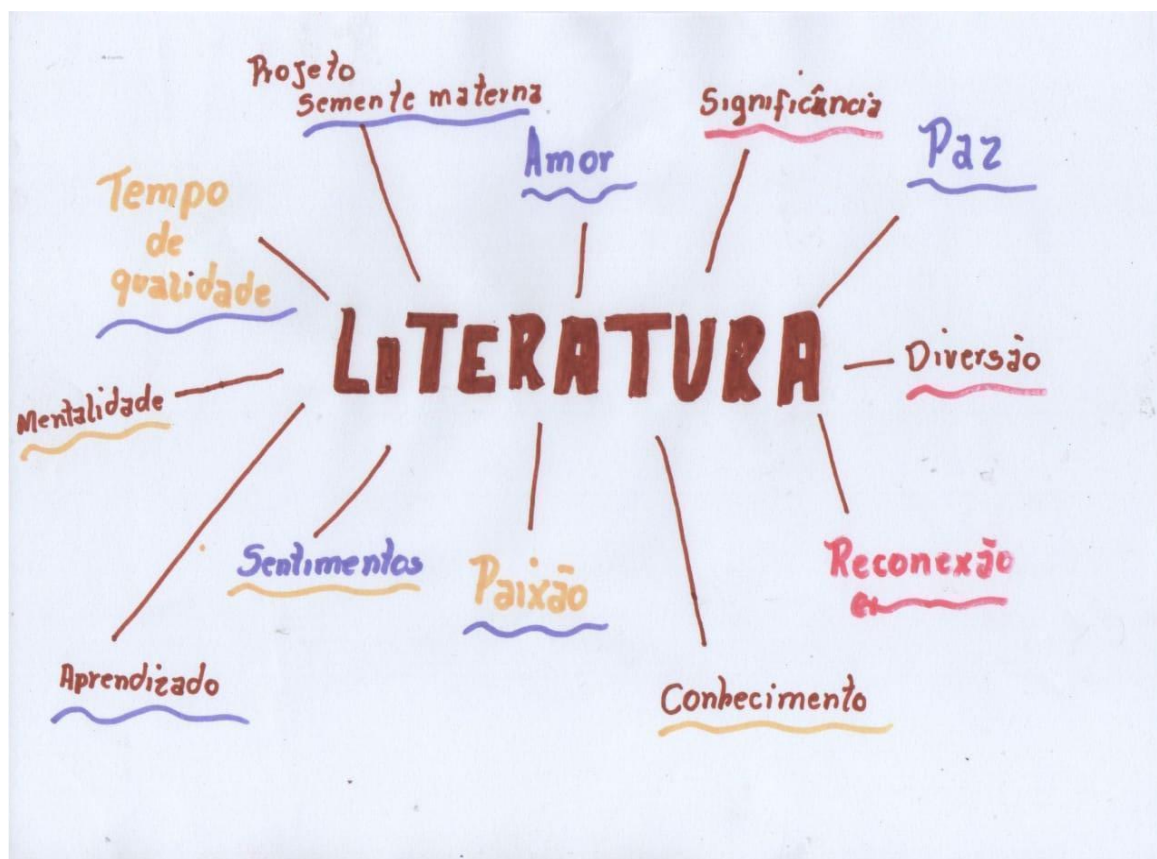 Projeto
Semente materna
Significância
Amor
Paz
Tempo
de
qualidade
LITERATURA
Diversão
Mentalidade
Sentimentos
Paixão
Reconexão
Aprendizado
Conhecimento